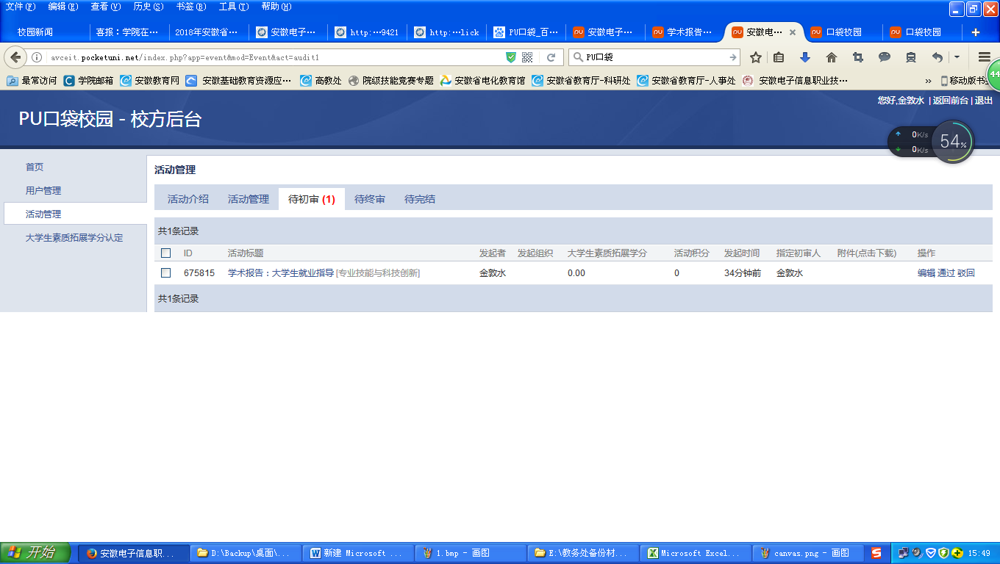 文件(F) 编辑(E) 查看(V) 历史(S) 书签(B) 工具(T) 帮助(H)
校园新闻 喜报：学院在… 2018年安徽省… 安徽电子… http:…9421 http:…lick PU口袋_百… 安徽电子… 学术报告… 安徽电… 口袋校园 口袋校园
avceit.pocketuni.net/index.php?app=event&mod=Event&act=audit1 PU口袋
最常访问 学院邮箱 安徽教育网 安徽基础教育资源应… 高教处 院级技能竞赛专题 安徽省电化教育馆 安徽省教育厅-科研处 安徽省教育厅-人事处 安徽电子信息职业技… » 移动版书
44
您好,金敦水 | 返回前台 | 退出
PU口袋校园 - 校方后台
0K/s
0K/s
54%
首页
用户管理
活动管理
大学生素质拓展学分认定
活动管理
活动介绍 活动管理 待初审 (1) 待终审 待完结
共1条记录
ID 活动标题 发起者 发起组织 大学生素质拓展学分 活动积分 发起时间 指定初审人 附件(点击下载) 操作
675815 学术报告：大学生就业指导 [专业技能与科技创新] 金敦水 0.00 0 34分钟前 金敦水 编辑 通过 驳回
共1条记录
开始 安徽电子信息职... D:\Backup\桌面\... 新建 Microsoft ... 1.bmp - 画图 E:\教务处备份材... Microsoft Excel... canvas.png - 画图 15:49